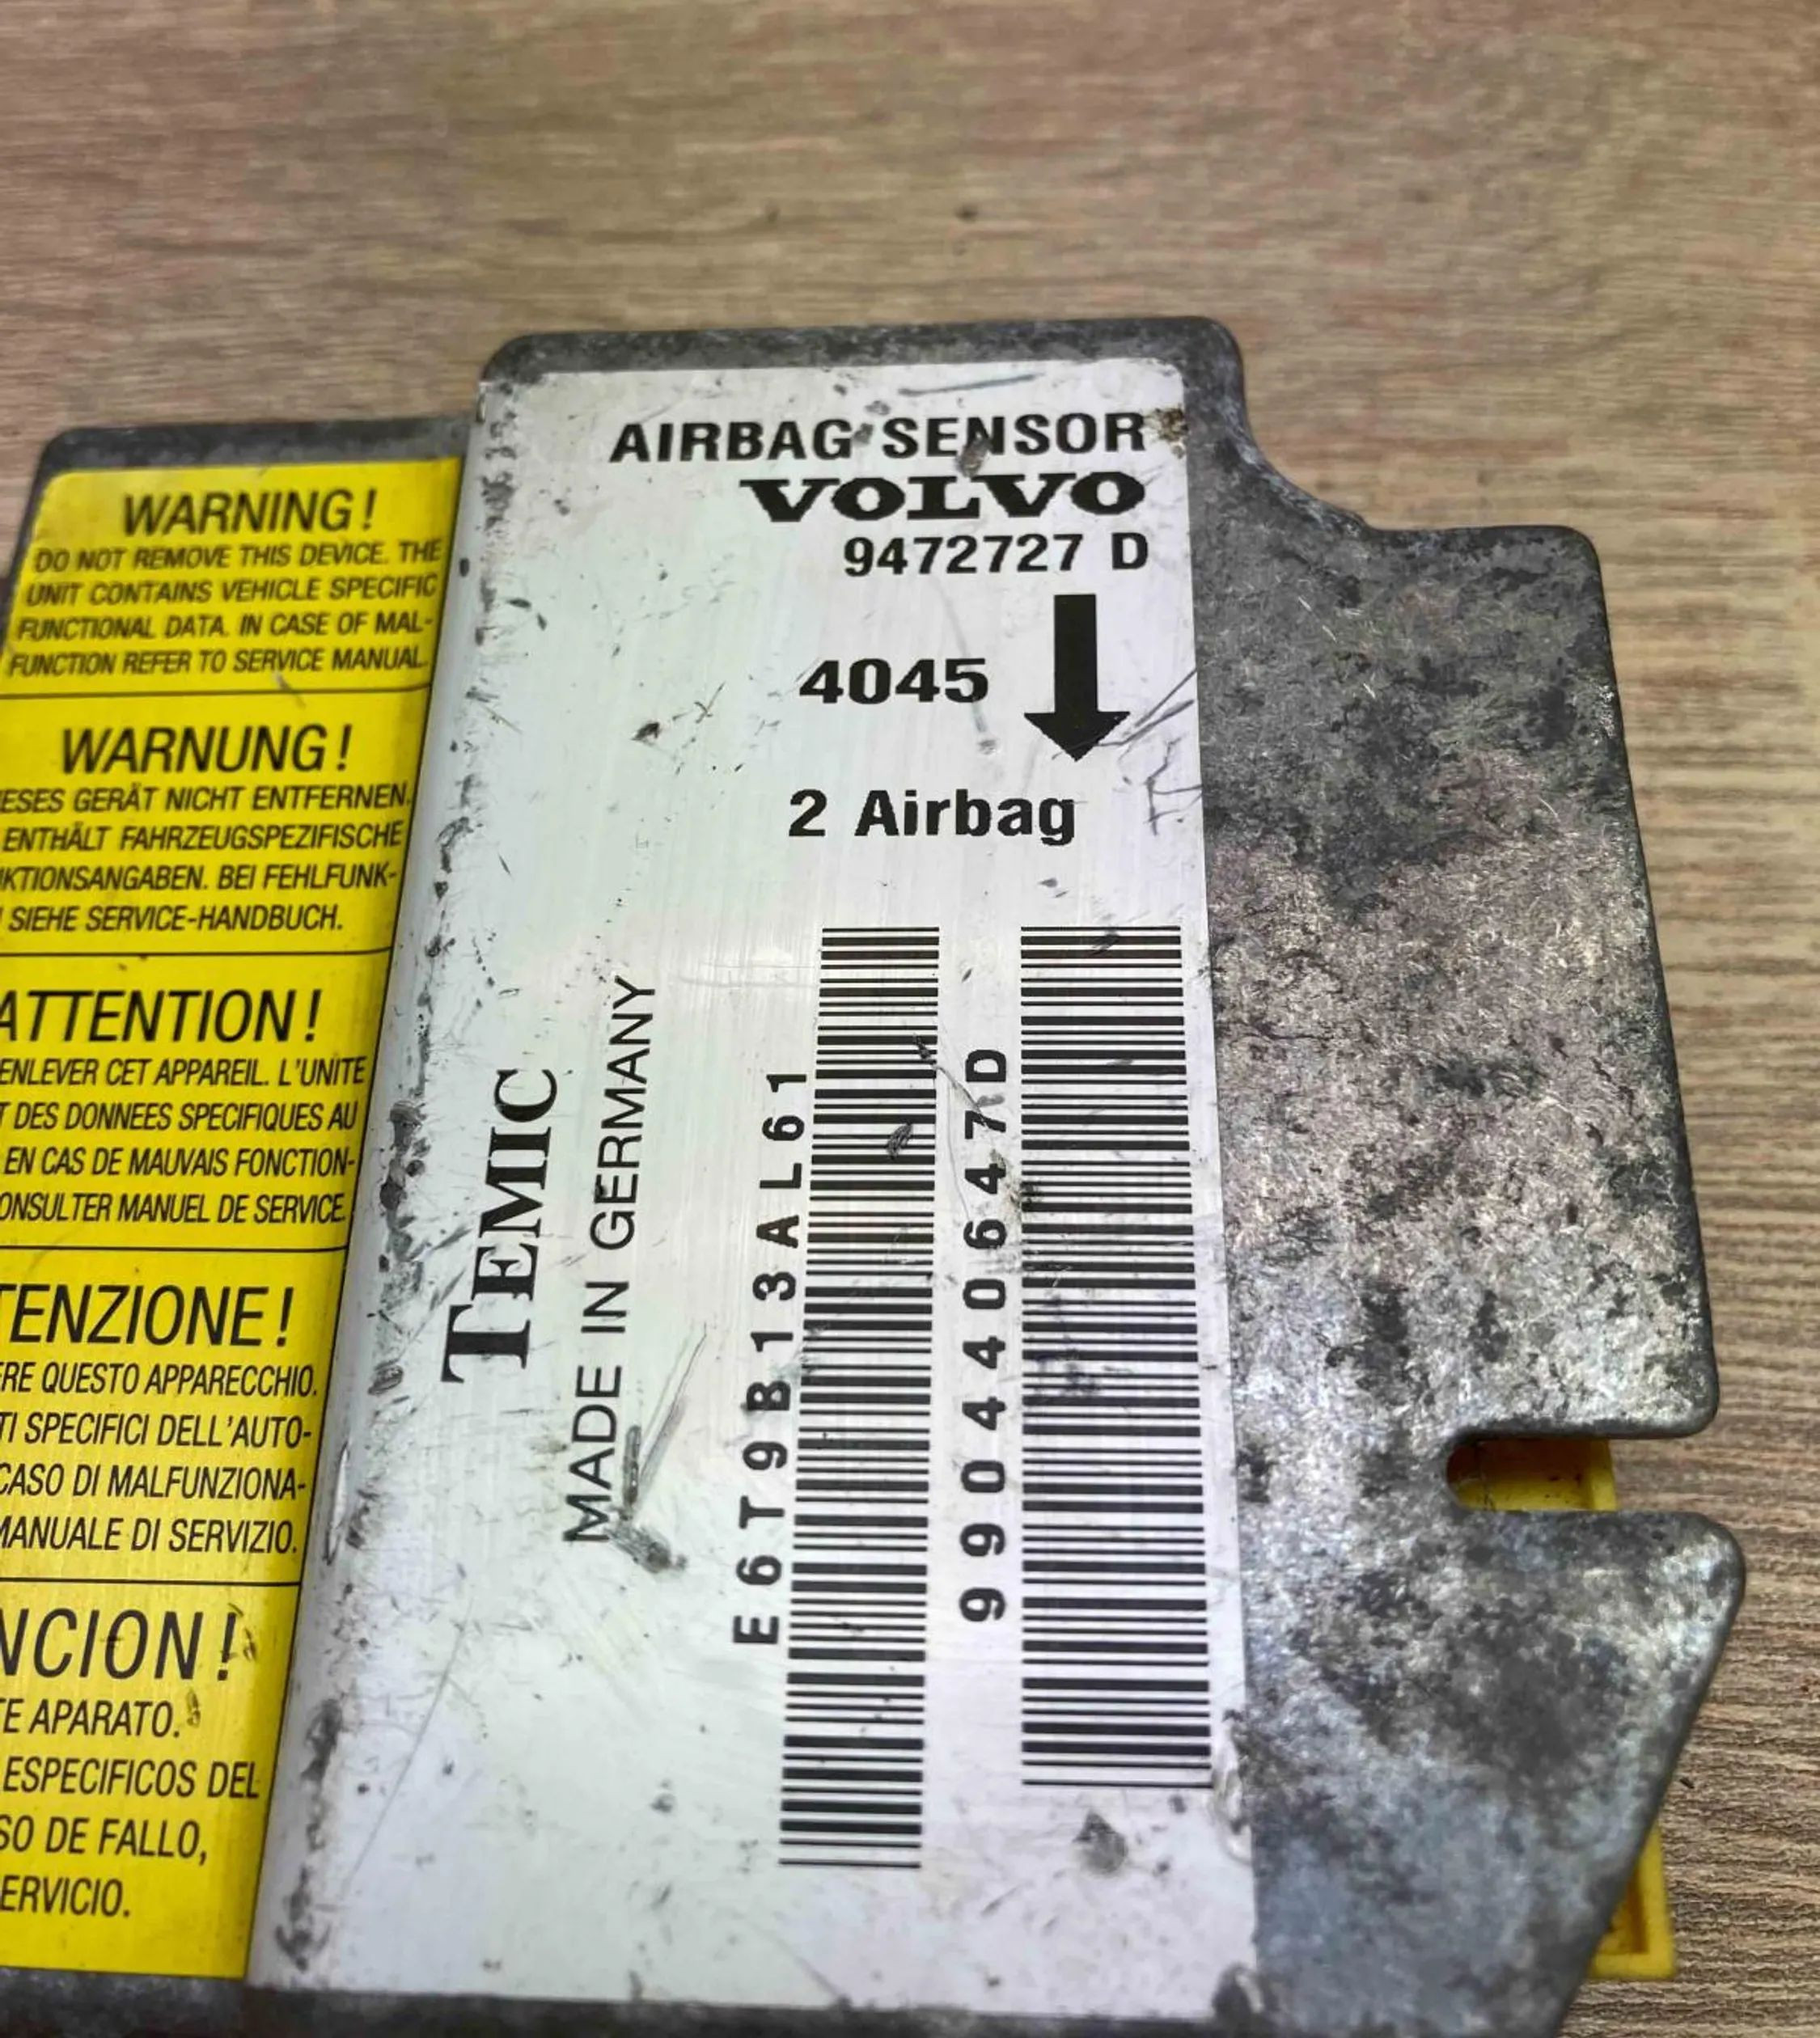 WARNING!
DO NOT REMOVE THIS DEVICE. THE
UNIT CONTAINS VEHICLE SPECIFIC
FUNCTIONAL DATA. IN CASE OF MAL-
FUNCTION REFER TO SERVICE MANUAL.
WARNUNG!
GERÄT NICHT ENTFERNEN.
ENTHÄLT FAHRZEUGSPEZIFISCHE
BEI FEHLFUNK-
SIEHE SERVICE-HANDBUCH.
ATTENTION!
ENLEVER CET APPAREIL. L'UNITE
DES DONNEES SPECIFIQUES AU
EN CAS DE MAUVAIS FONCTION-
MANUEL DE SERVICE.
TENZIONE!
QUESTO APPARECCHIO.
TI SPECIFICI DELL'AUTO-
CASO DI MALFUNZIONA-
MANUALE DI SERVIZIO.
NCION!
TE APARATO.
ESPECIFICOS DEL
SO DE FALLO,
ERVICIO.
AIRBAG SENSOR
VOLVO
9472727 D
4045
2 Airbag
TEMIC
MADE IN GERMANY
E6T9B13AL61
990440647D